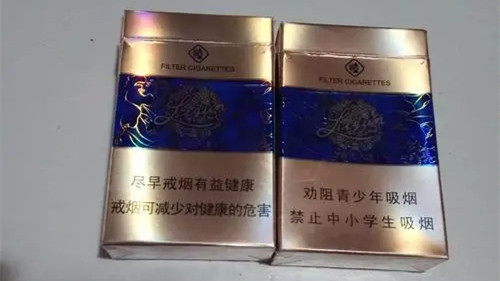 FILTER CIGARETTES
尽早戒烟有益健康
戒烟可减少对健康的危害
FILTER CIGARETTES
劝阻青少年吸烟
禁止中小学生吸烟